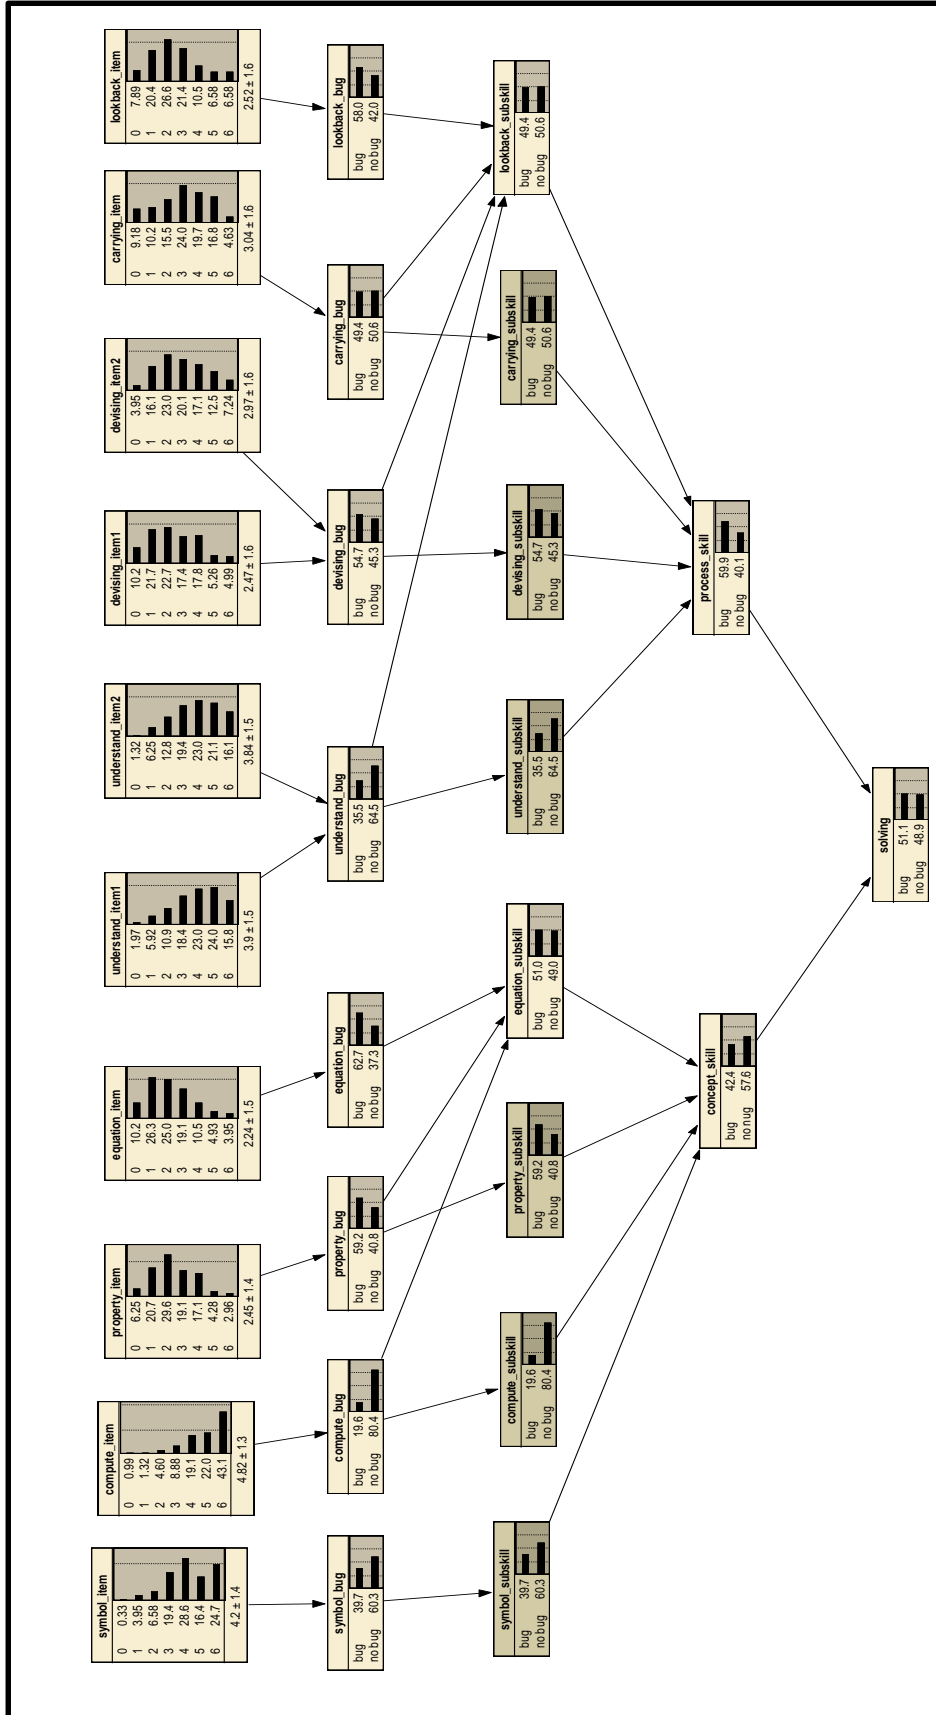 symbol_item
0 0.33
1 3.95
2 6.58
3 19.4
4 28.6
5 16.4
6 24.7
4.2 ± 1.4
compute_item
0 0.99
1 1.32
2 4.60
3 8.88
4 19.1
5 22.0
6 43.1
4.82 ± 1.3
property_item
0 6.25
1 20.7
2 29.6
3 19.1
4 17.1
5 4.28
6 2.96
2.45 ± 1.4
equation_item
0 10.2
1 26.3
2 25.0
3 19.1
4 10.5
5 4.93
6 3.95
2.24 ± 1.5
understand_item1
0 1.97
1 5.92
2 10.9
3 18.4
4 23.0
5 24.0
6 15.8
3.9 ± 1.5
understand_item2
0 1.32
1 6.25
2 12.8
3 19.4
4 23.0
5 21.1
6 16.1
3.84 ± 1.5
devising_item1
0 10.2
1 21.7
2 22.7
3 17.4
4 17.8
5 5.26
6 4.99
2.47 ± 1.6
devising_item2
0 3.95
1 16.1
2 23.0
3 20.1
4 17.1
5 12.5
6 7.24
2.97 ± 1.6
carrying_item
0 9.18
1 10.2
2 15.5
3 24.0
4 19.7
5 16.8
6 4.63
3.04 ± 1.6
lookback_item
0 7.89
1 20.4
2 26.6
3 21.4
4 10.5
5 6.58
6 6.58
2.52 ± 1.6
symbol_bug
bug 39.7
no bug 60.3
compute_bug
bug 19.6
no bug 80.4
property_bug
bug 59.2
no bug 40.8
equation_bug
bug 62.7
no bug 37.3
understand_bug
bug 35.5
no bug 64.5
devising_bug
bug 54.7
no bug 45.3
carrying_bug
bug 49.4
no bug 50.6
lookback_bug
bug 58.0
no bug 42.0
symbol_subskill
bug 39.7
no bug 60.3
compute_subskill
bug 19.6
no bug 80.4
property_subskill
bug 59.2
no bug 40.8
equation_subskill
bug 51.0
no bug 49.0
understand_subskill
bug 35.5
no bug 64.5
devising_subskill
bug 54.7
no bug 45.3
carrying_subskill
bug 49.4
no bug 50.6
lookback_subskill
bug 49.4
no bug 50.6
concept_skill
bug 42.4
no nug 57.6
process_skill
bug 59.9
no bug 40.1
solving
bug 51.1
no bug 48.9